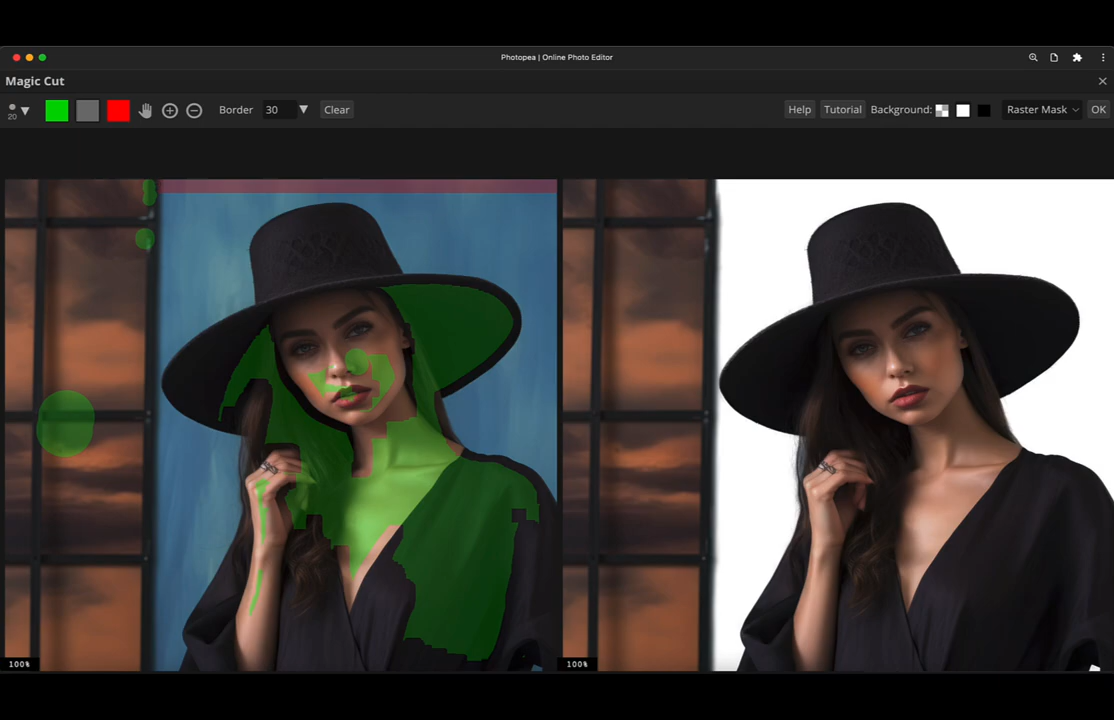 Photopea | Online Photo Editor
Magic Cut
20
Border 30 Clear Help Tutorial Background: Raster Mask OK
100% 100%